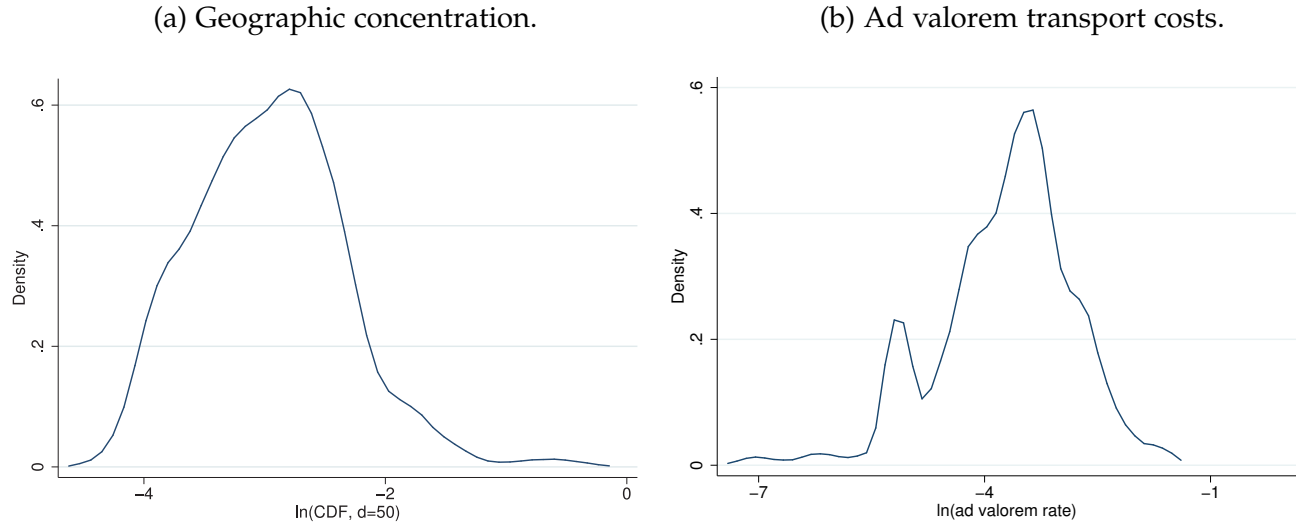 (a) Geographic concentration.
(b) Ad valorem transport costs.
Density
0
.2
.4
.6
−4
−2
0
ln(CDF, d=50)
Density
0
.2
.4
.6
−7
−4
−1
ln(ad valorem rate)